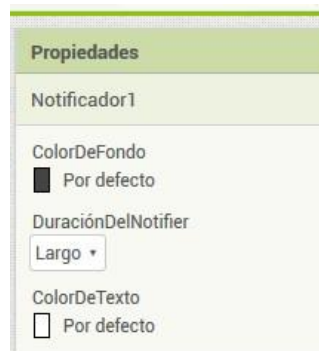 Propiedades
Notificador1
ColorDeFondo
Por defecto
DuraciónDelNotifier
Largo
ColorDeTexto
Por defecto